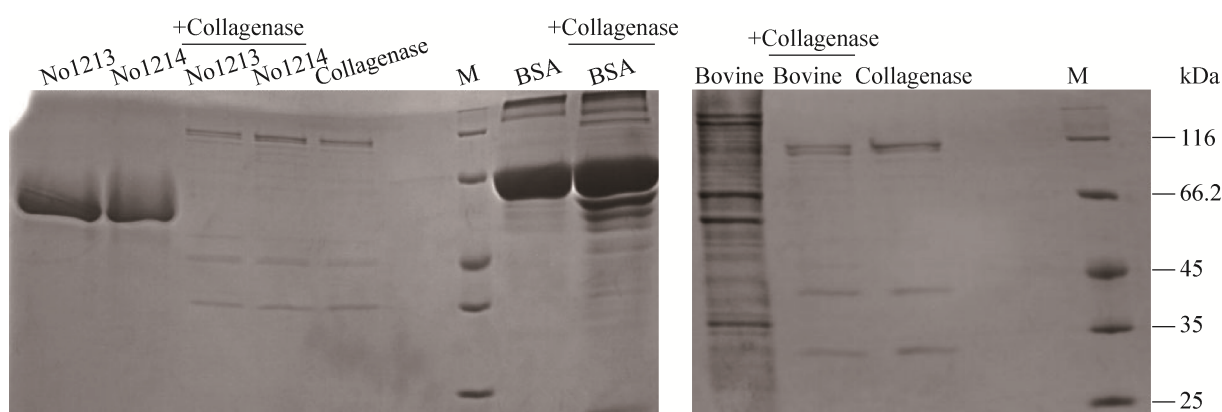 +Collagenase
No1213 No1214 No1213 No1214 Collagenase M BSA
+Collagenase
BSA
+Collagenase
Bovine Bovine Collagenase M kDa
116
66.2
45
35
25